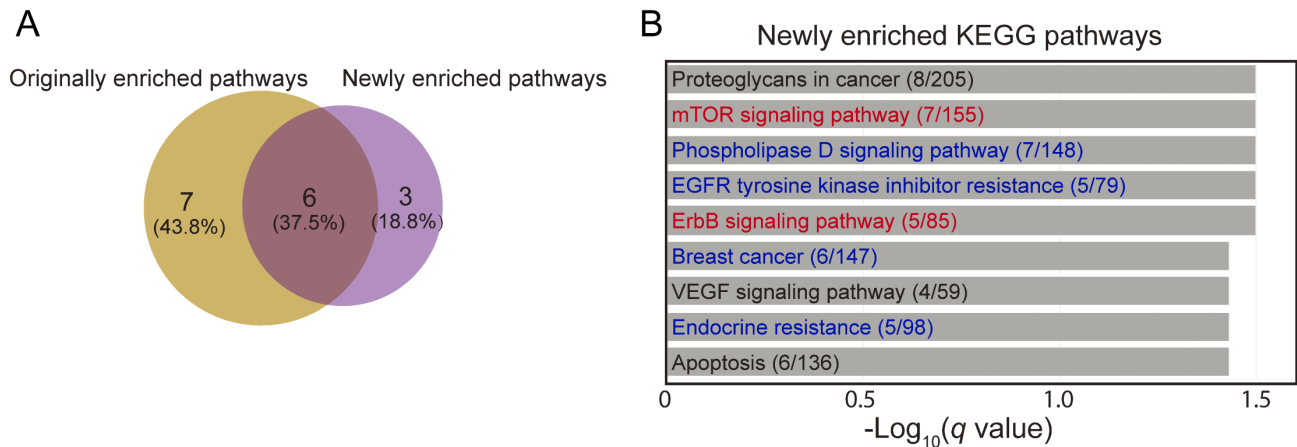 A
Originally enriched pathways
Newly enriched pathways
7
(43.8%)
6
(37.5%)
3
(18.8%)
B
Newly enriched KEGG pathways
Proteoglycans in cancer (8/205)
mTOR signaling pathway (7/155)
Phospholipase D signaling pathway (7/148)
EGFR tyrosine kinase inhibitor resistance (5/79)
ErbB signaling pathway (5/85)
Breast cancer (6/147)
VEGF signaling pathway (4/59)
Endocrine resistance (5/98)
Apoptosis (6/136)
0 0.5 1.0 1.5
-Log10(q value)